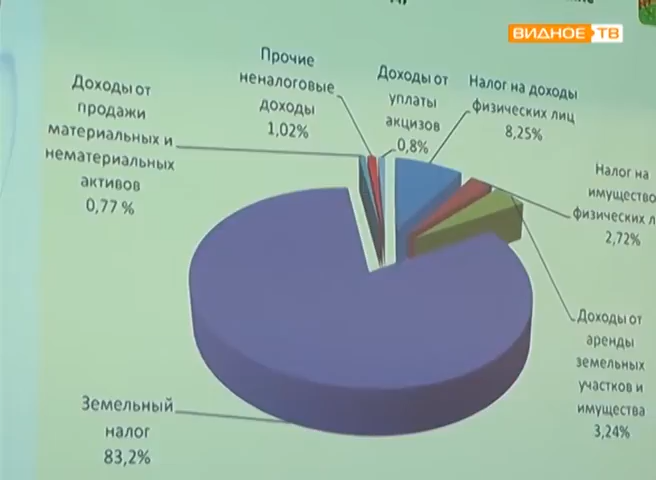 ВИДНОЕ ТВ
Прочие
неналоговые
доходы
1,02%
Доходы от
уплаты
акцизов
0,8%
Налог на доходы
физических лиц
8,25%
Доходы от
продажи
материальных и
нематериальных
активов
0,77 %
Налог на
имущество
физических л
2,72%
Доходы от
аренды
земельных
участков и
имущества
3,24%
Земельный
налог
83,2%